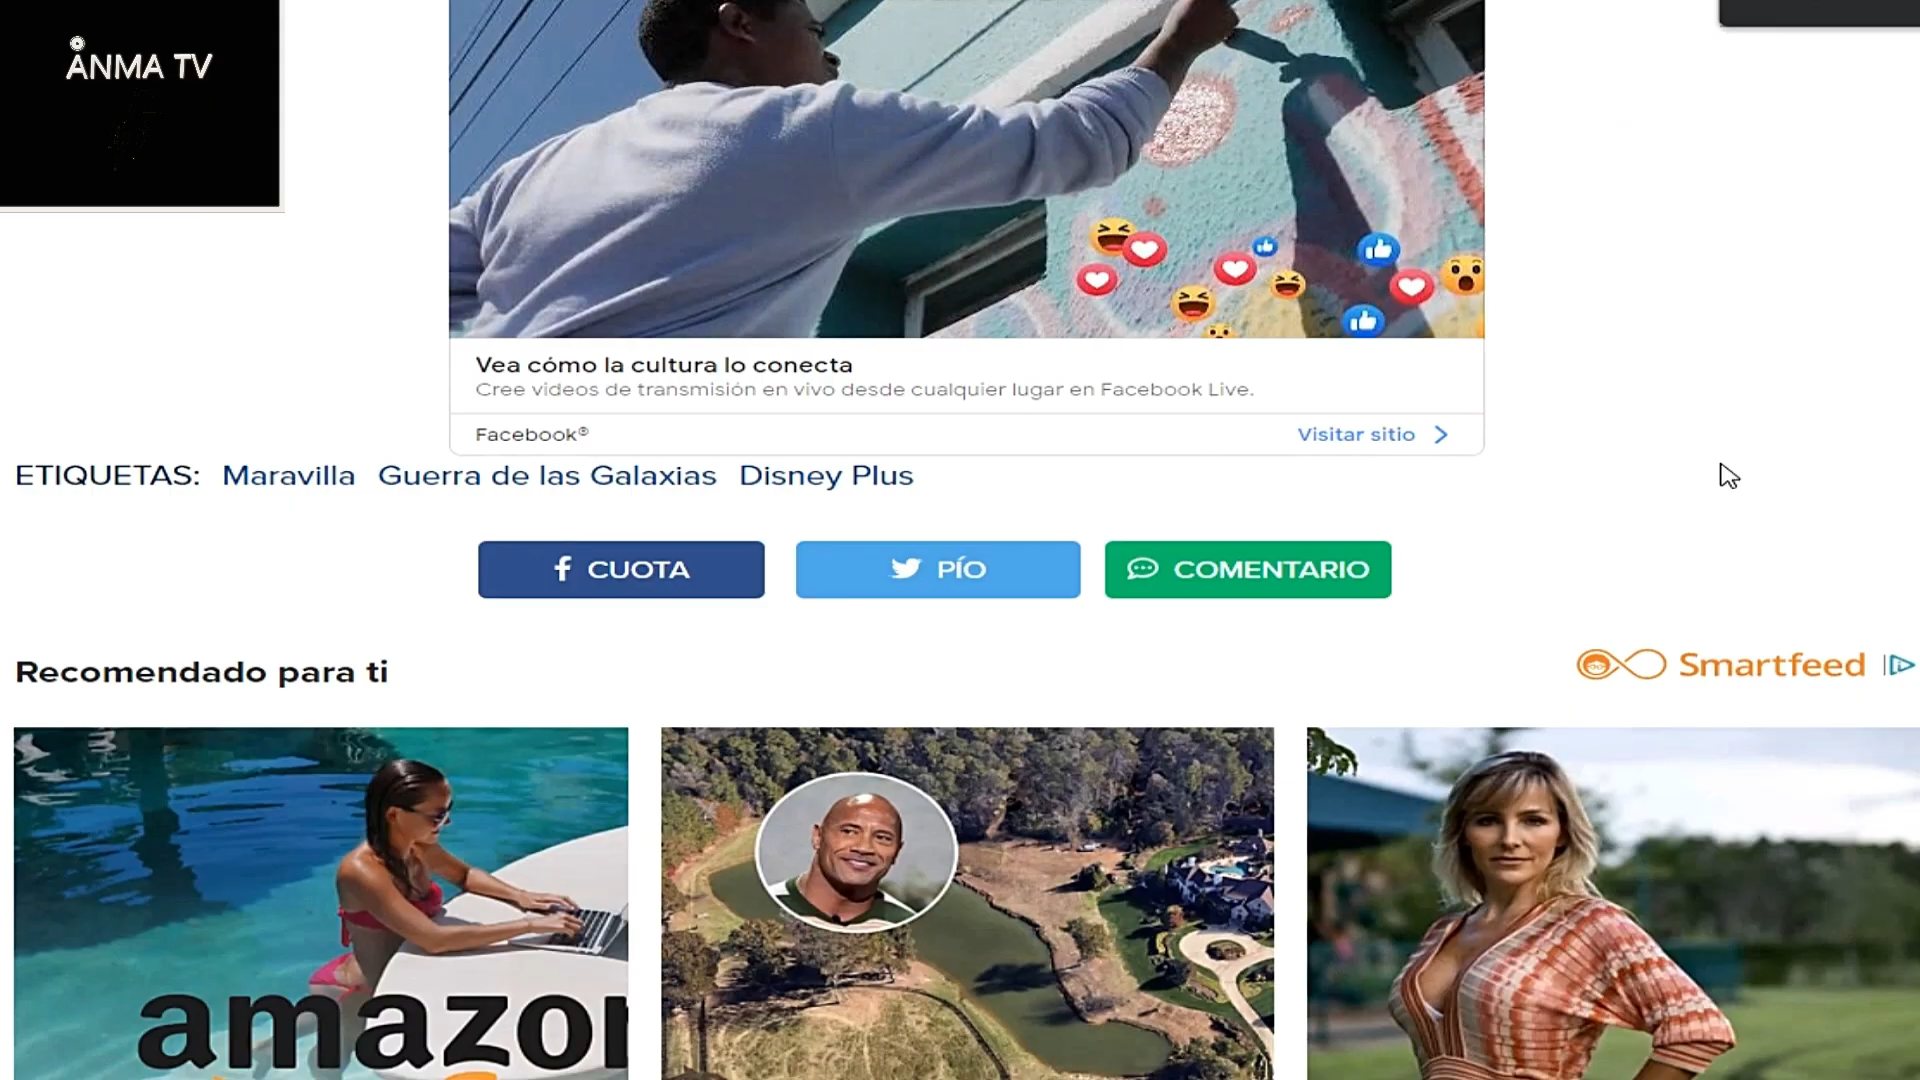 ANMA TV
Vea cómo la cultura lo conecta
Cree videos de transmisión en vivo desde cualquier lugar en Facebook Live.
Facebook®
Visitar sitio
ETIQUETAS: Maravilla Guerra de las Galaxias Disney Plus
CUOTA
PÍO
COMENTARIO
Recomendado para ti
Smartfeed
amazon